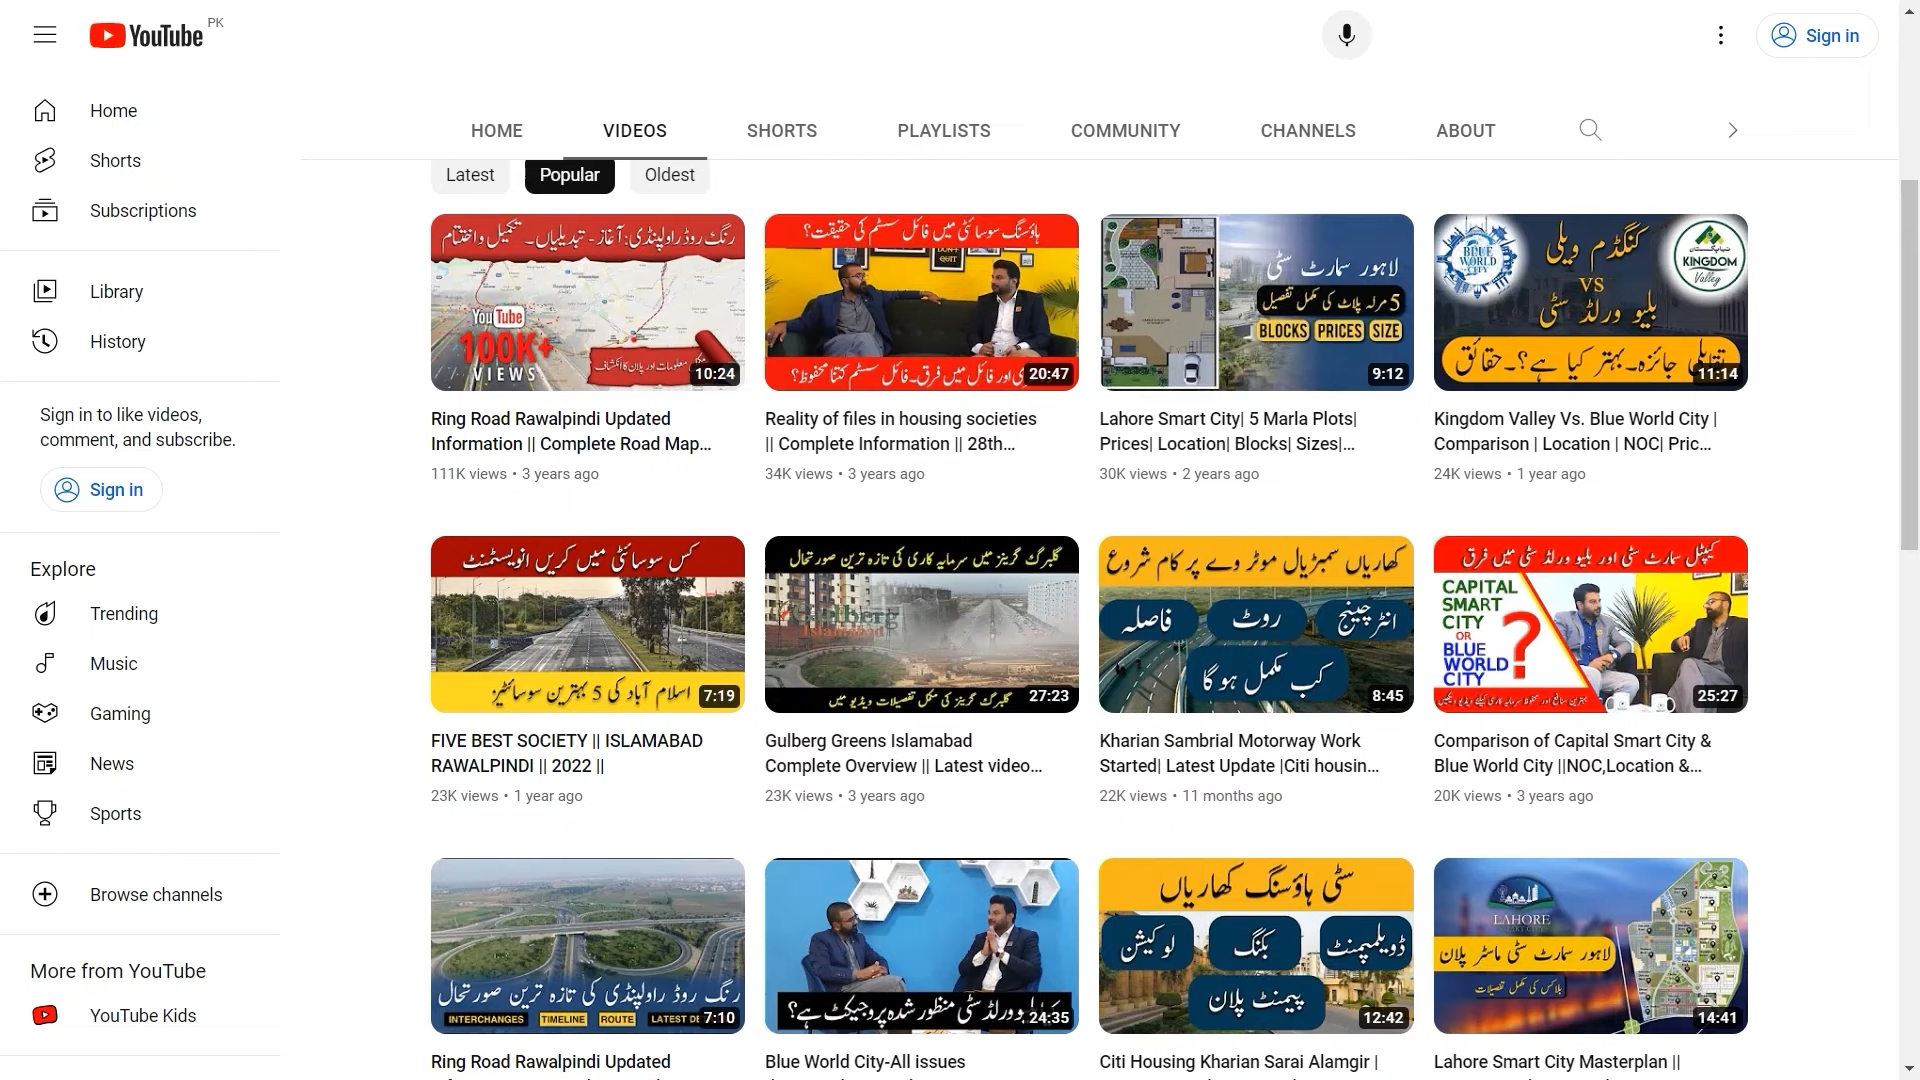 YouTube PK
Sign in
Home
Shorts
Subscriptions
Library
History
Sign in to like videos,
comment, and subscribe.
Sign in
Explore
Trending
Music
Gaming
News
Sports
Browse channels
More from YouTube
YouTube Kids
HOME VIDEOS SHORTS PLAYLISTS COMMUNITY CHANNELS ABOUT
Latest Popular Oldest
رنگ روڈ راولپنڈی: آغاز - تبدیلیاں - تکمیل و اختتام
YouTube
100K+
VIEWS
10:24
Ring Road Rawalpindi Updated
Information || Complete Road Map...
111K views • 3 years ago
ہاؤسنگ سوسائٹی میں فائل سسٹم کی حقیقت؟
DON'T
QUIT
اور فائل میں فرق۔ فائل سسٹم کتنا محفوظ؟
20:47
Reality of files in housing societies
|| Complete Information || 28th...
34K views • 3 years ago
لاہور سمارٹ سٹی
5 مرلہ پلاٹ کی مکمل تفصیل
BLOCKS PRICES SIZE
9:12
Lahore Smart City| 5 Marla Plots|
Prices| Location| Blocks| Sizes|...
30K views • 2 years ago
BLUE
WORLD
CITY
کنگڈم ویلی
VS
بلیو ورلڈ سٹی
KINGDOM
Valley
جائزہ۔ بہتر کیا ہے؟۔ حقائق
11:14
Kingdom Valley Vs. Blue World City |
Comparison | Location | NOC| Pric...
24K views • 1 year ago
کس سوسائٹی میں کریں انویسٹمنٹ
اسلام آباد کی 5 بہترین سوسائٹیز
7:19
FIVE BEST SOCIETY || ISLAMABAD
RAWALPINDI || 2022 ||
23K views • 1 year ago
گلبرگ گرینز میں سرمایہ کاری کی تازہ ترین صورتحال
Gulberg
Islamabad
گلبرگ گرینز کی مکمل تفصیلات ویڈیو میں
27:23
Gulberg Greens Islamabad
Complete Overview || Latest video...
23K views • 3 years ago
کھاریاں سمبڑیال موٹر وے پر کام شروع
انٹرچینج روٹ فاصلہ
کب مکمل ہو گا
8:45
Kharian Sambrial Motorway Work
Started| Latest Update |Citi housin...
22K views • 11 months ago
کیپٹل سمارٹ سٹی اور بلیو ورلڈ سٹی میں فرق
CAPITAL
SMART
CITY
OR
BLUE
WORLD
CITY
?
25:27
Comparison of Capital Smart City &
Blue World City ||NOC,Location &...
20K views • 3 years ago
رنگ روڈ راولپنڈی کی تازہ ترین صورتحال
INTERCHANGES TIMELINE ROUTE LATEST DE
7:10
Ring Road Rawalpindi Updated
ورلڈ سٹی منظور شدہ پروجیکٹ ہے؟
24:35
Blue World City-All issues
سٹی ہاؤسنگ کھاریاں
ڈویلپمنٹ بکنگ لوکیشن
پیمنٹ پلان
12:42
Citi Housing Kharian Sarai Alamgir |
LAHORE
لاہور سمارٹ سٹی ماسٹر پلان
بلاکس کی مکمل تفصیلات
14:41
Lahore Smart City Masterplan ||